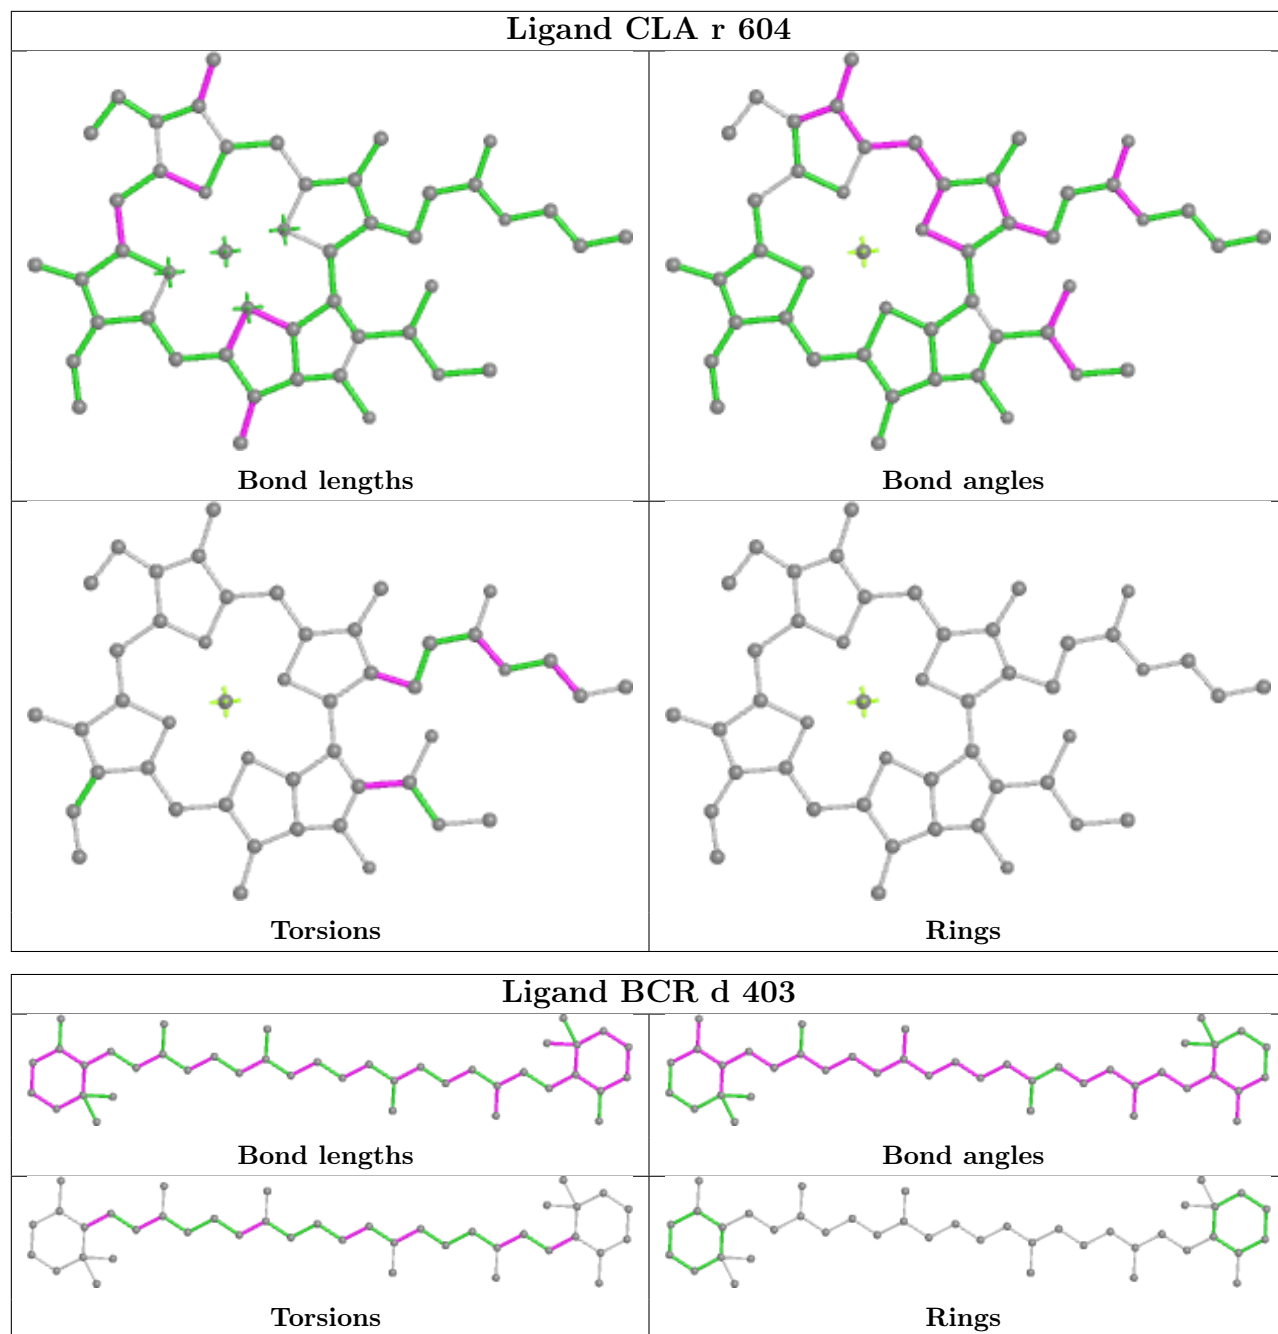 Ligand CLA r 604
Bond lengths
Bond angles
Torsions
Rings
Ligand BCR d 403
Bond lengths
Bond angles
Torsions
Rings